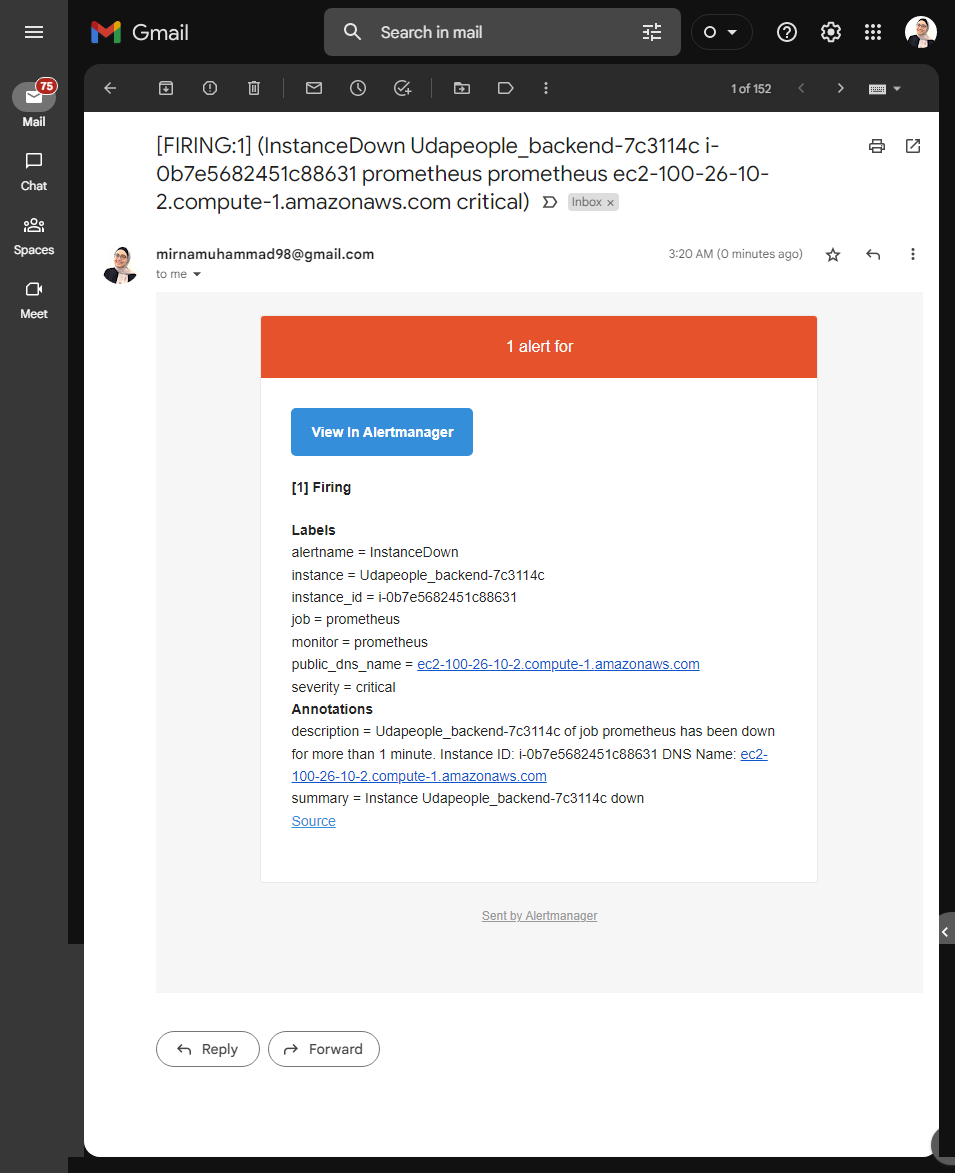 Gmail
Search in mail
75
Mail
Chat
Spaces
Meet
1 of 152
[FIRING:1] (InstanceDown Udapeople_backend-7c3114c i-
0b7e5682451c88631 prometheus prometheus ec2-100-26-10-
2.compute-1.amazonaws.com critical)
Inbox ×
mirnamuhammad98@gmail.com
3:20 AM (0 minutes ago)
to me
1 alert for
View In Alertmanager
[1] Firing
Labels
alertname = InstanceDown
instance = Udapeople_backend-7c3114c
instance_id = i-0b7e5682451c88631
job = prometheus
monitor = prometheus
public_dns_name = ec2-100-26-10-2.compute-1.amazonaws.com
severity = critical
Annotations
description = Udapeople_backend-7c3114c of job prometheus has been down
for more than 1 minute. Instance ID: i-0b7e5682451c88631 DNS Name: ec2-
100-26-10-2.compute-1.amazonaws.com
summary = Instance Udapeople_backend-7c3114c down
Source
Sent by Alertmanager
Reply
Forward